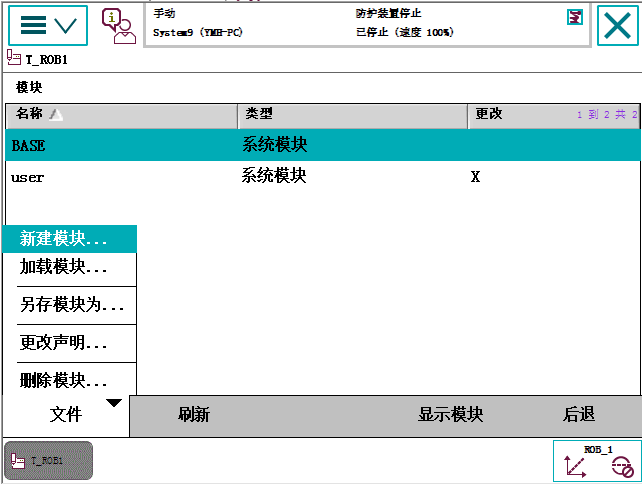 手动 防护装置停止
System9 (YMH-PC) 已停止 (速度 100%)
T_ROB1
模块
名称 类型 更改 1 到 2 共 2
BASE 系统模块
user 系统模块 X
新建模块...
加载模块...
另存模块为...
更改声明...
删除模块...
文件 刷新 显示模块 后退
T_ROB1 ROB_1